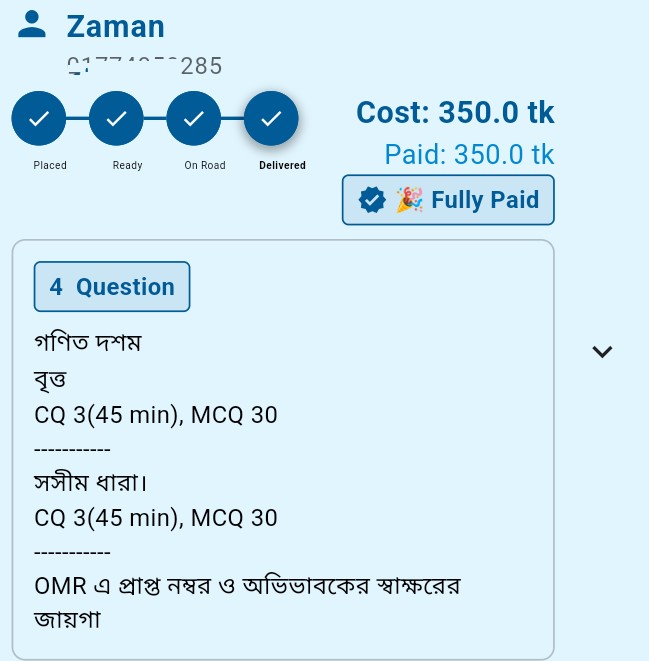 Zaman
285
Cost: 350.0 tk
Paid: 350.0 tk
Placed
Ready
On Road
Delivered
🎉 Fully Paid
4 Question
গণিত দশম
বৃত্ত
CQ 3(45 min), MCQ 30
-----------
সসীম ধারা।
CQ 3(45 min), MCQ 30
-----------
OMR এ প্রাপ্ত নম্বর ও অভিভাবকের স্বাক্ষরের
জায়গা